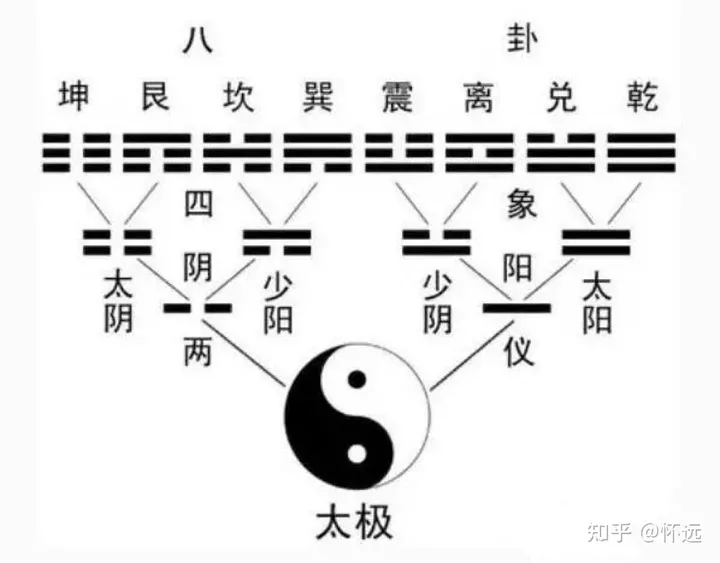 八 卦
坤 艮 坎 巽 震 离 兑 乾
四 象
太阴 阴 少阳 少阴 阳 太阳
两 仪
太极
知乎 @怀远